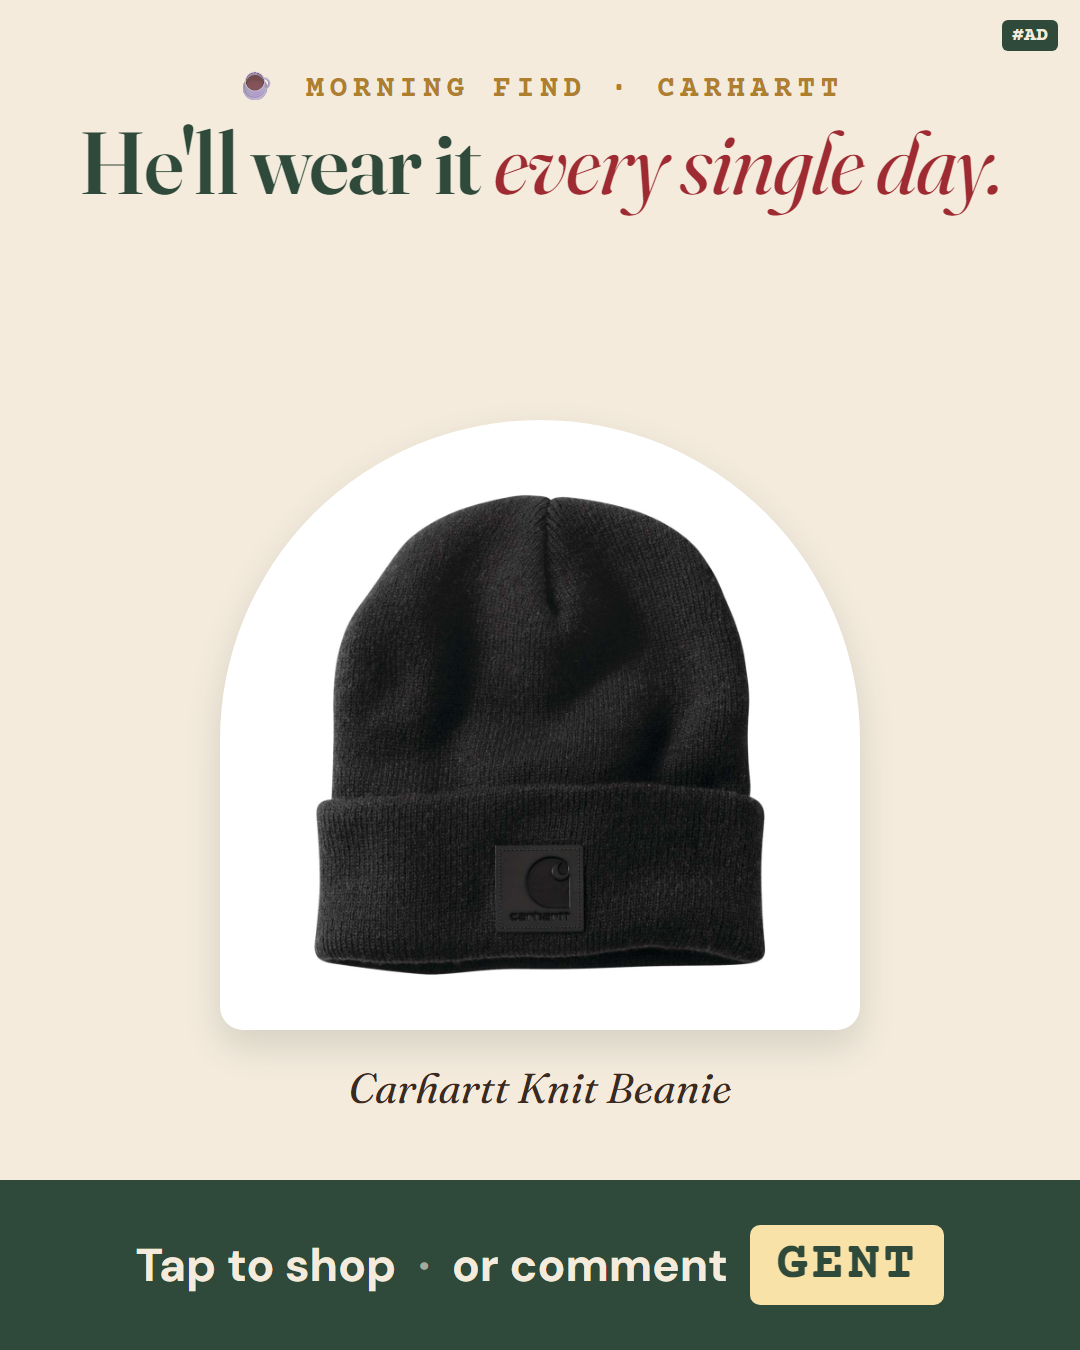 #AD
MORNING FIND · CARHARTT
He'll wear it every single day.
carhartt
Carhartt Knit Beanie
Tap to shop · or comment GENT